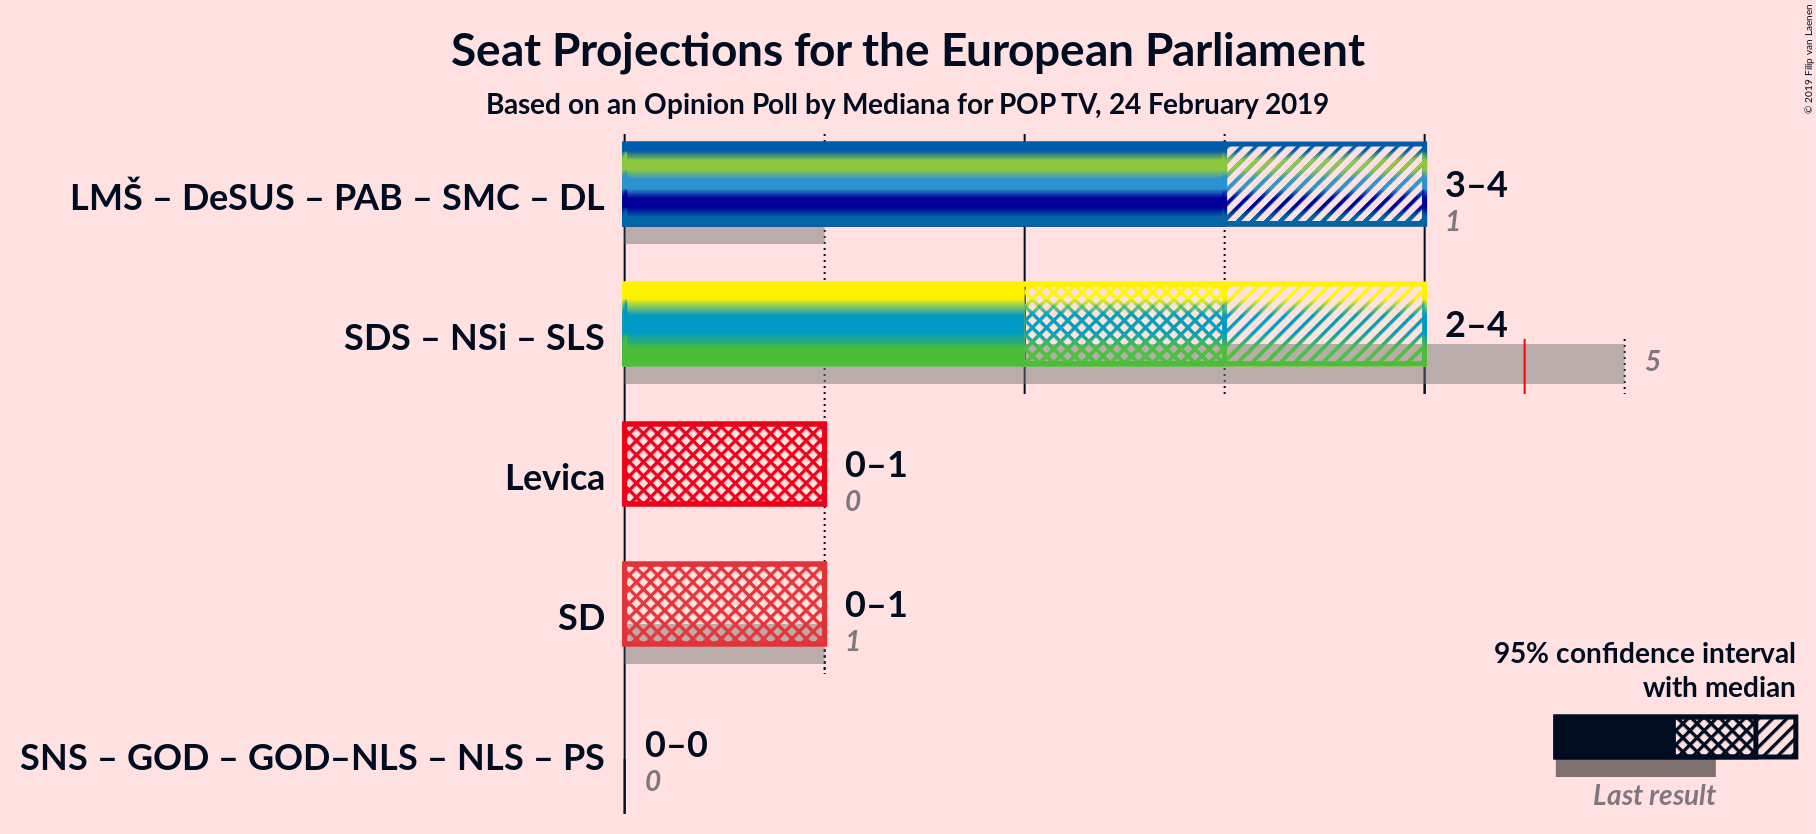 Seat Projections for the European Parliament
Based on an Opinion Poll by Mediana for POP TV, 24 February 2019
© 2019 Filip van Laenen
LMŠ – DeSUS – PAB – SMC – DL
3–4
1
SDS – NSi – SLS
2–4
5
Levica
0–1
0
SD
0–1
1
SNS – GOD – GOD–NLS – NLS – PS
0–0
0
95% confidence interval
with median
Last result